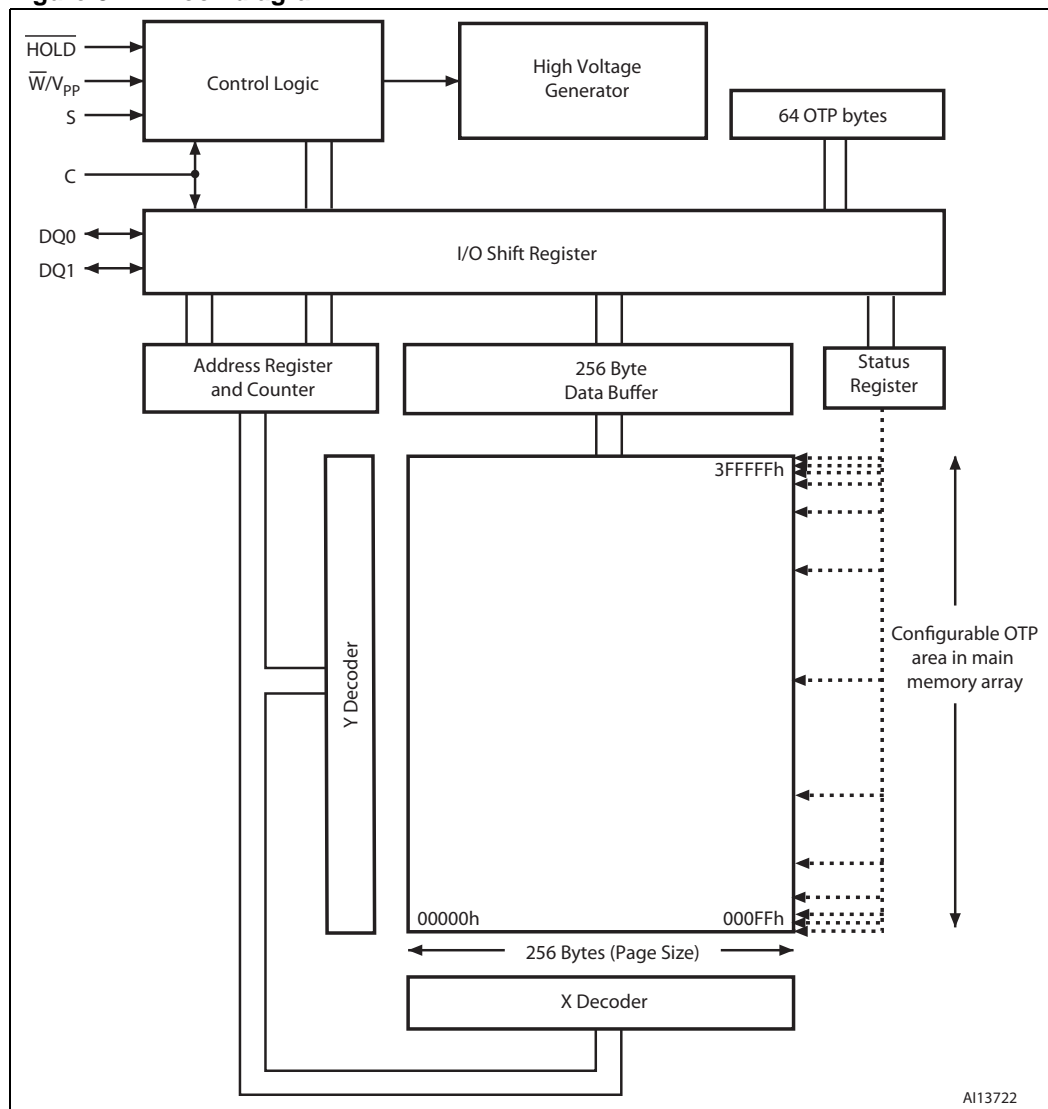 HOLD
W/VPP
S
C
DQ0
DQ1
Control Logic
High Voltage
Generator
64 OTP bytes
I/O Shift Register
Address Register
and Counter
256 Byte
Data Buffer
Status
Register
3FFFFFh
Y Decoder
Configurable OTP
area in main
memory array
00000h
000FFh
256 Bytes (Page Size)
X Decoder
AI13722